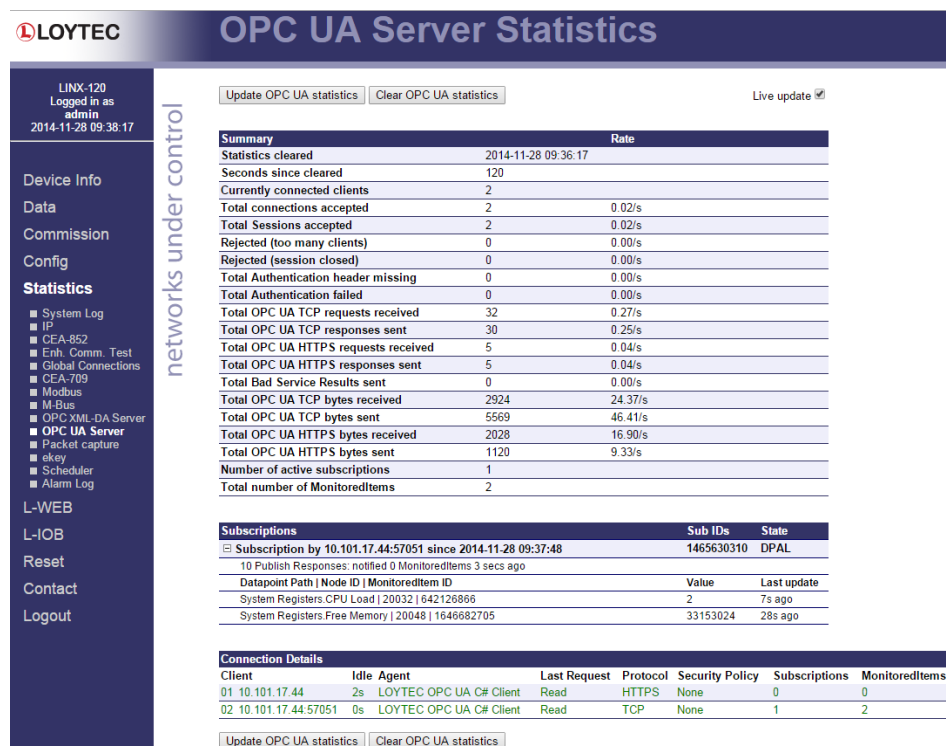 LOYTEC
OPC UA Server Statistics
LINX-120
Logged in as
admin
2014-11-28 09:38:17
networks under control
Device Info
Data
Commission
Config
Statistics
System Log
IP
CEA-852
Enh. Comm. Test
Global Connections
CEA-709
Modbus
M-Bus
OPC XML-DA Server
OPC UA Server
Packet capture
ekey
Scheduler
Alarm Log
L-WEB
L-IOB
Reset
Contact
Logout
Update OPC UA statistics Clear OPC UA statistics Live update
Summary Rate
Statistics cleared 2014-11-28 09:36:17
Seconds since cleared 120
Currently connected clients 2
Total connections accepted 2 0.02/s
Total Sessions accepted 2 0.02/s
Rejected (too many clients) 0 0.00/s
Rejected (session closed) 0 0.00/s
Total Authentication header missing 0 0.00/s
Total Authentication failed 0 0.00/s
Total OPC UA TCP requests received 32 0.27/s
Total OPC UA TCP responses sent 30 0.25/s
Total OPC UA HTTPS requests received 5 0.04/s
Total OPC UA HTTPS responses sent 5 0.04/s
Total Bad Service Results sent 0 0.00/s
Total OPC UA TCP bytes received 2924 24.37/s
Total OPC UA TCP bytes sent 5569 46.41/s
Total OPC UA HTTPS bytes received 2028 16.90/s
Total OPC UA HTTPS bytes sent 1120 9.33/s
Number of active subscriptions 1
Total number of MonitoredItems 2
Subscriptions Sub IDs State
Subscription by 10.101.17.44:57051 since 2014-11-28 09:37:48 1465630310 DPAL
10 Publish Responses: notified 0 MonitoredItems 3 secs ago
Datapoint Path | Node ID | MonitoredItem ID Value Last update
System Registers.CPU Load | 20032 | 642126866 2 7s ago
System Registers.Free Memory | 20048 | 1646682705 33153024 28s ago
Connection Details
Client Idle Agent Last Request Protocol Security Policy Subscriptions MonitoredItems
01 10.101.17.44 2s LOYTEC OPC UA C# Client Read HTTPS None 0 0
02 10.101.17.44:57051 0s LOYTEC OPC UA C# Client Read TCP None 1 2
Update OPC UA statistics Clear OPC UA statistics